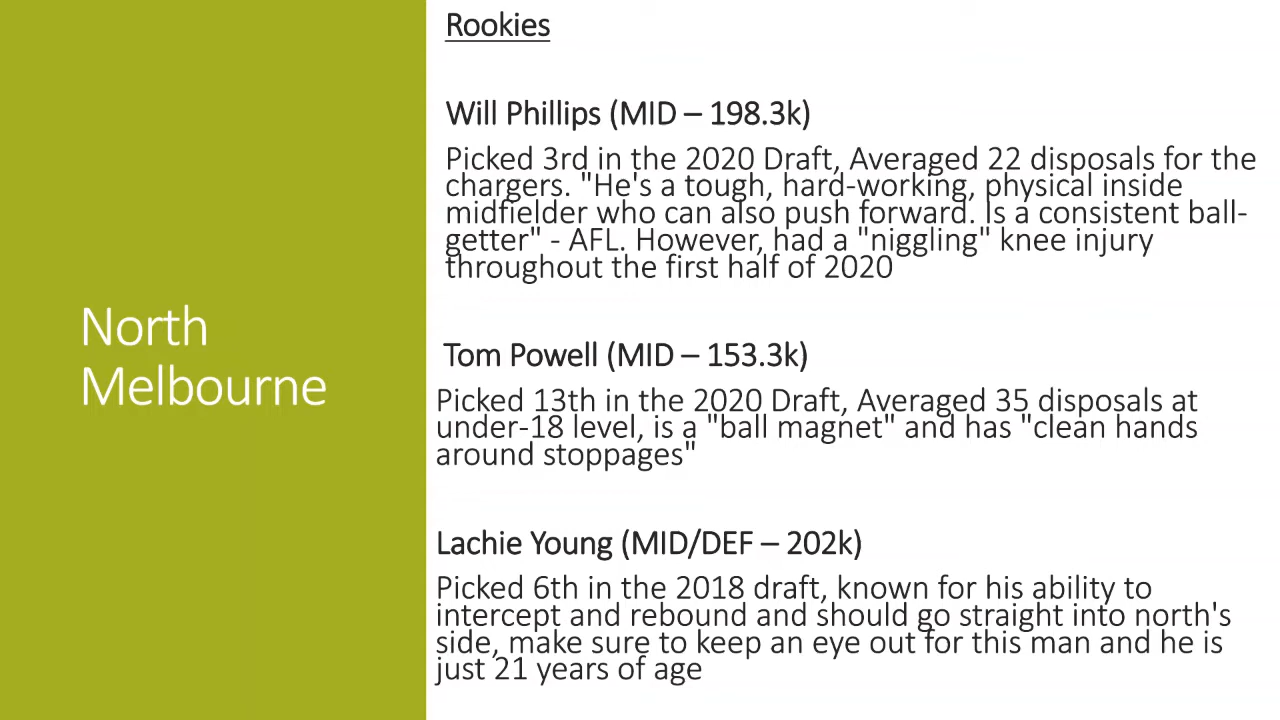 North
Melbourne
Rookies
Will Phillips (MID – 198.3k)
Picked 3rd in the 2020 Draft, Averaged 22 disposals for the
chargers. "He's a tough, hard-working, physical inside
midfielder who can also push forward. Is a consistent ball-
getter" - AFL. However, had a "niggling" knee injury
throughout the first half of 2020
Tom Powell (MID – 153.3k)
Picked 13th in the 2020 Draft, Averaged 35 disposals at
under-18 level, is a "ball magnet" and has "clean hands
around stoppages"
Lachie Young (MID/DEF – 202k)
Picked 6th in the 2018 draft, known for his ability to
intercept and rebound and should go straight into north's
side, make sure to keep an eye out for this man and he is
just 21 years of age